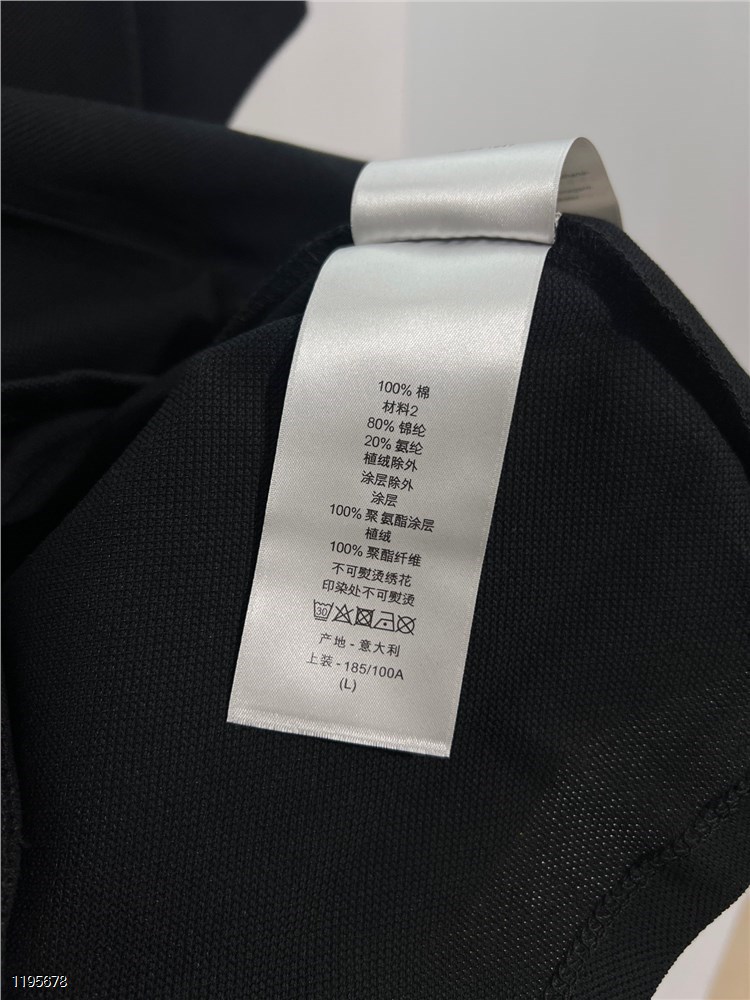 100% 棉
材料2
80% 锦纶
20% 氨纶
植绒除外
涂层除外
涂层
100% 聚 氨酯涂层
植绒
100% 聚酯纤维
不可熨烫绣花
印染处不可熨烫
30
产地 - 意大利
上装 - 185/100A
(L)
1195678